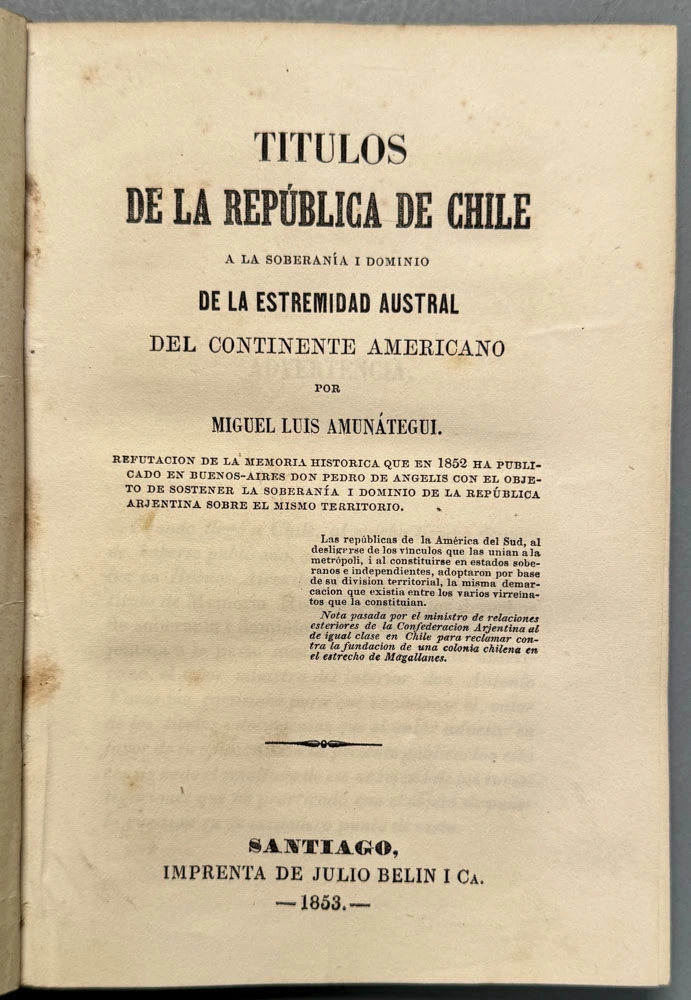 TITULOS
DE LA REPÚBLICA DE CHILE
A LA SOBERANÍA I DOMINIO
DE LA ESTREMIDAD AUSTRAL
DEL CONTINENTE AMERICANO
POR
MIGUEL LUIS AMUNÁTEGUI.
REFUTACION DE LA MEMORIA HISTORICA QUE EN 1852 HA PUBLI-
CADO EN BUENOS-AIRES DON PEDRO DE ANGELIS CON EL OBJE-
TO DE SOSTENER LA SOBERANÍA I DOMINIO DE LA REPÚBLICA
ARJENTINA SOBRE EL MISMO TERRITORIO.
Las repúblicas de la América del Sud, al
desligarse de los vínculos que las unian a la
metrópoli, i al constituirse en estados sobe-
ranos e independientes, adoptaron por base
de su division territorial, la misma demar-
cacion que existia entre los varios virreina-
tos que la constituian.
Nota pasada por el ministro de relaciones
esteriores de la Confederacion Arjentina al
de igual clase en Chile para reclamar con-
tra la fundacion de una colonia chilena en
el estrecho de Magallanes.
SANTIAGO,
IMPRENTA DE JULIO BELIN I CA.
—1853.—